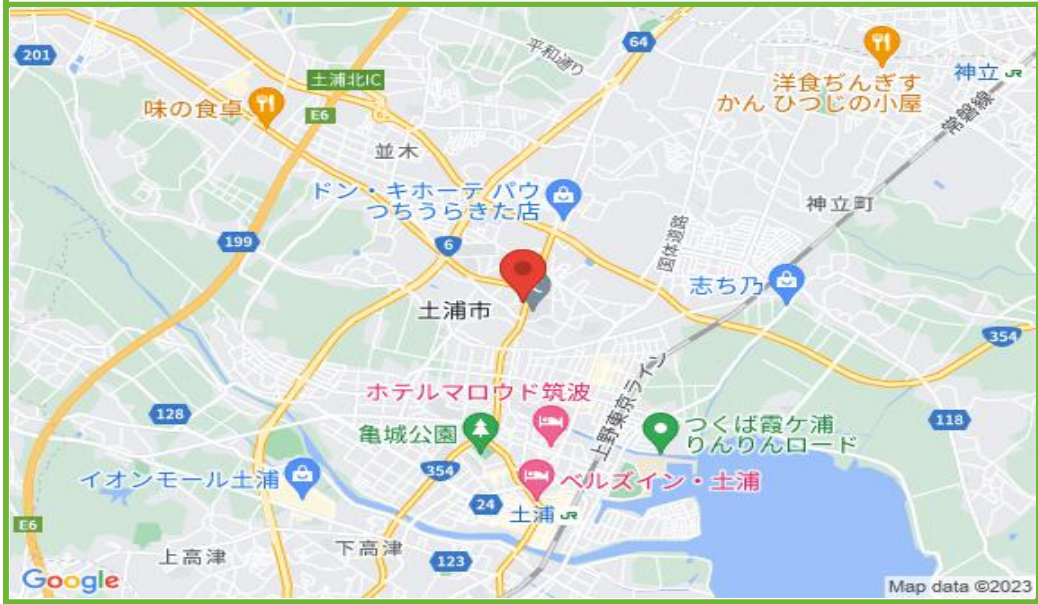 201
64
平和通り
洋食ぢんぎす
かん ひつじの小屋
神立 JR
土浦北IC
味の食卓
E6
常磐線
並木
ドン・キホーテ パウ
つちうらきた店
神立町
199
6
国体道路
志ち乃
土浦市
354
ホテルマロウド筑波
上野東京ライン
128
亀城公園
つくば霞ケ浦
りんりんロード
118
イオンモール土浦
354
ベルズイン・土浦
24
土浦 JR
E6
上高津
下高津
123
Google
Map data ©2023